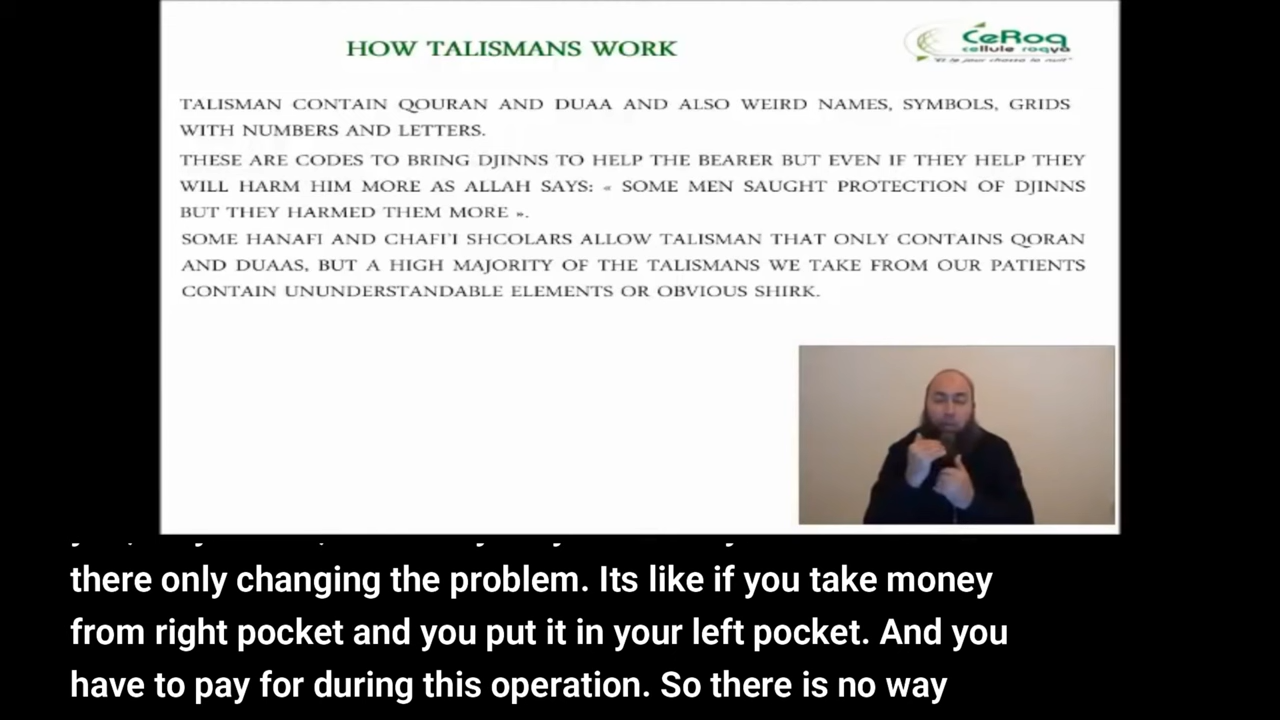 HOW TALISMANS WORK
CeRoq
cellule roqya
TALISMAN CONTAIN QOURAN AND DUAA AND ALSO WEIRD NAMES, SYMBOLS, GRIDS
WITH NUMBERS AND LETTERS.
THESE ARE CODES TO BRING DJINNS TO HELP THE BEARER BUT EVEN IF THEY HELP THEY
WILL HARM HIM MORE AS ALLAH SAYS: « SOME MEN SAUGHT PROTECTION OF DJINNS
BUT THEY HARMED THEM MORE ».
SOME HANAFI AND CHAFI'I SHCOLARS ALLOW TALISMAN THAT ONLY CONTAINS QORAN
AND DUAAS, BUT A HIGH MAJORITY OF THE TALISMANS WE TAKE FROM OUR PATIENTS
CONTAIN UNUNDERSTANDABLE ELEMENTS OR OBVIOUS SHIRK.
there only changing the problem. Its like if you take money
from right pocket and you put it in your left pocket. And you
have to pay for during this operation. So there is no way